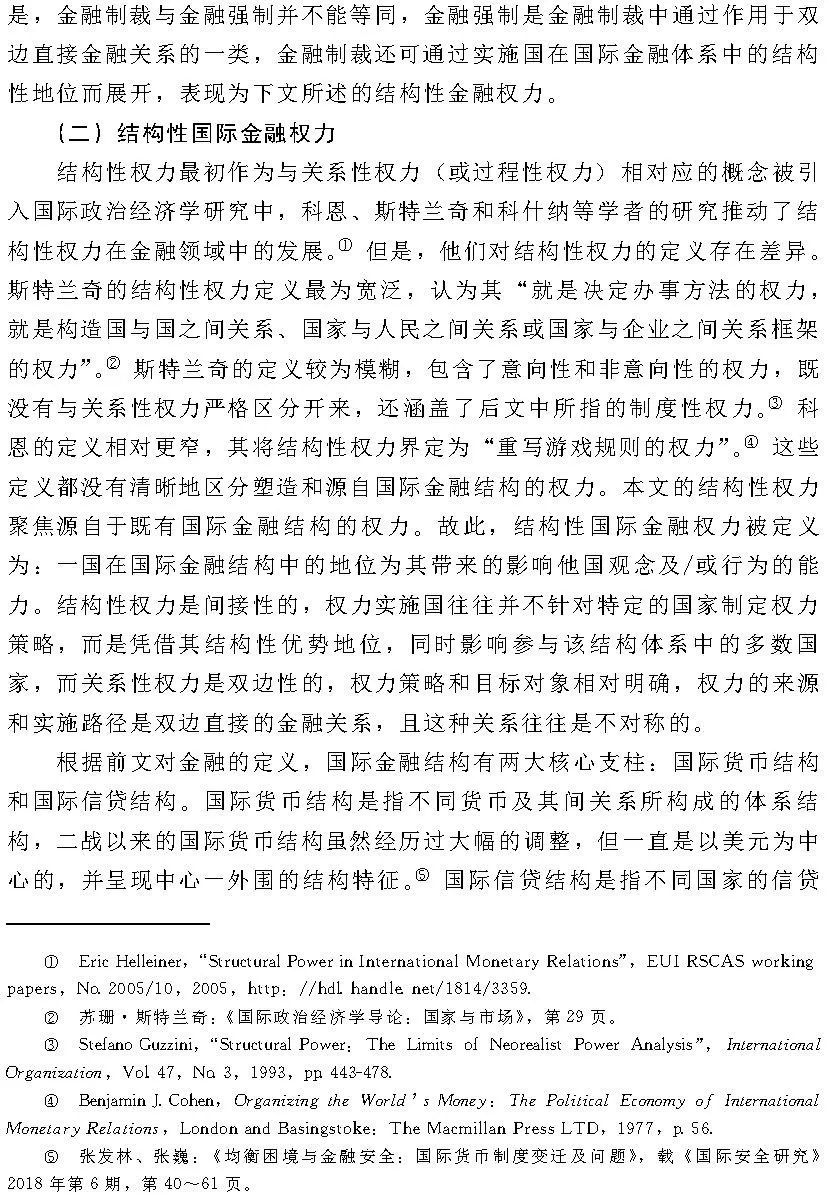 是，金融制裁与金融强制并不能等同，金融强制是金融制裁中通过作用于双
边直接金融关系的一类，金融制裁还可通过实施国在国际金融体系中的结构
性地位而展开，表现为下文所述的结构性金融权力。
（二）结构性国际金融权力
结构性权力最初作为与关系性权力（或过程性权力）相对应的概念被引
入国际政治经济学研究中，科恩、斯特兰奇和科什纳等学者的研究推动了结
构性权力在金融领域中的发展。① 但是，他们对结构性权力的定义存在差异。
斯特兰奇的结构性权力定义最为宽泛，认为其“就是决定办事方法的权力，
就是构造国与国之间关系、国家与人民之间关系或国家与企业之间关系框架
的权力”。② 斯特兰奇的定义较为模糊，包含了意向性和非意向性的权力，既
没有与关系性权力严格区分开来，还涵盖了后文中所指的制度性权力。③ 科
恩的定义相对更窄，其将结构性权力界定为“重写游戏规则的权力”。④ 这些
定义都没有清晰地区分塑造和源自国际金融结构的权力。本文的结构性权力
聚焦源自于既有国际金融结构的权力。故此，结构性国际金融权力被定义
为：一国在国际金融结构中的地位为其带来的影响他国观念及/或行为的能
力。结构性权力是间接性的，权力实施国往往并不针对特定的国家制定权力
策略，而是凭借其结构性优势地位，同时影响参与该结构体系中的多数国
家，而关系性权力是双边性的，权力策略和目标对象相对明确，权力的来源
和实施路径是双边直接的金融关系，且这种关系往往是不对称的。
根据前文对金融的定义，国际金融结构有两大核心支柱：国际货币结构
和国际信贷结构。国际货币结构是指不同货币及其间关系所构成的体系结
构，二战以来的国际货币结构虽然经历过大幅的调整，但一直是以美元为中
心的，并呈现中心—外围的结构特征。⑤ 国际信贷结构是指不同国家的信贷
① Eric Helleiner，“Structural Power in International Monetary Relations”，EUI RSCAS working
papers，No. 2005/10，2005，http：//hdl. handle. net/1814/3359.
② 苏珊·斯特兰奇：《国际政治经济学导论：国家与市场》，第 29 页。
③ Stefano Guzzini，“Structural Power：The Limits of Neorealist Power Analysis”，International
Organization，Vol. 47，No. 3，1993，pp. 443-478.
④ Benjamin J. Cohen，Organizing the World's Money：The Political Economy of International
Monetary Relations，London and Basingstoke：The Macmillan Press LTD，1977，p. 56.
⑤ 张发林、张巍：《均衡困境与金融安全：国际货币制度变迁及问题》，载《国际安全研究》
2018 年第 6 期，第 40～61 页。